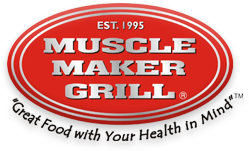 EST. 1995
MUSCLE
MAKER
GRILL®
"Great Food with Your Health in Mind"™